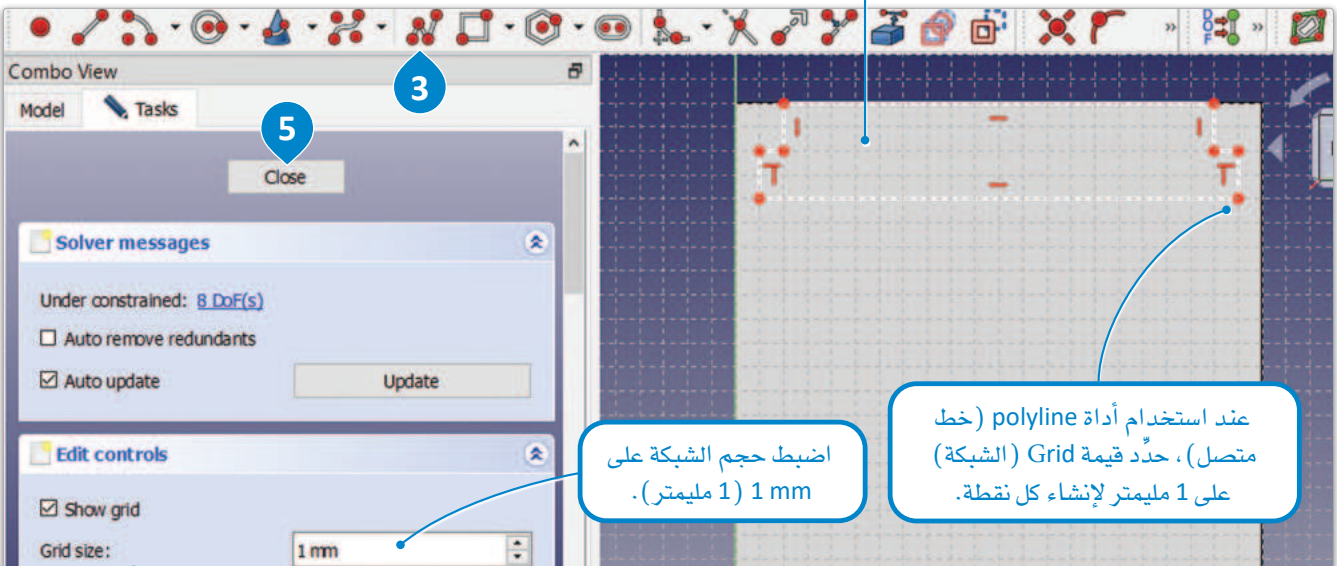 3
Combo View
Model
Tasks
5
Close
Solver messages
Under constrained: 8 DoF(s)
Auto remove redundants
Auto update
Update
Edit controls
Show grid
Grid size:
1 mm
اضبط حجم الشبكة على
1 mm (1 مليمتر).
عند استخدام أداة polyline (خط
متصل)، حدِّد قيمة Grid (الشبكة)
على 1 مليمتر لإنشاء كل نقطة.